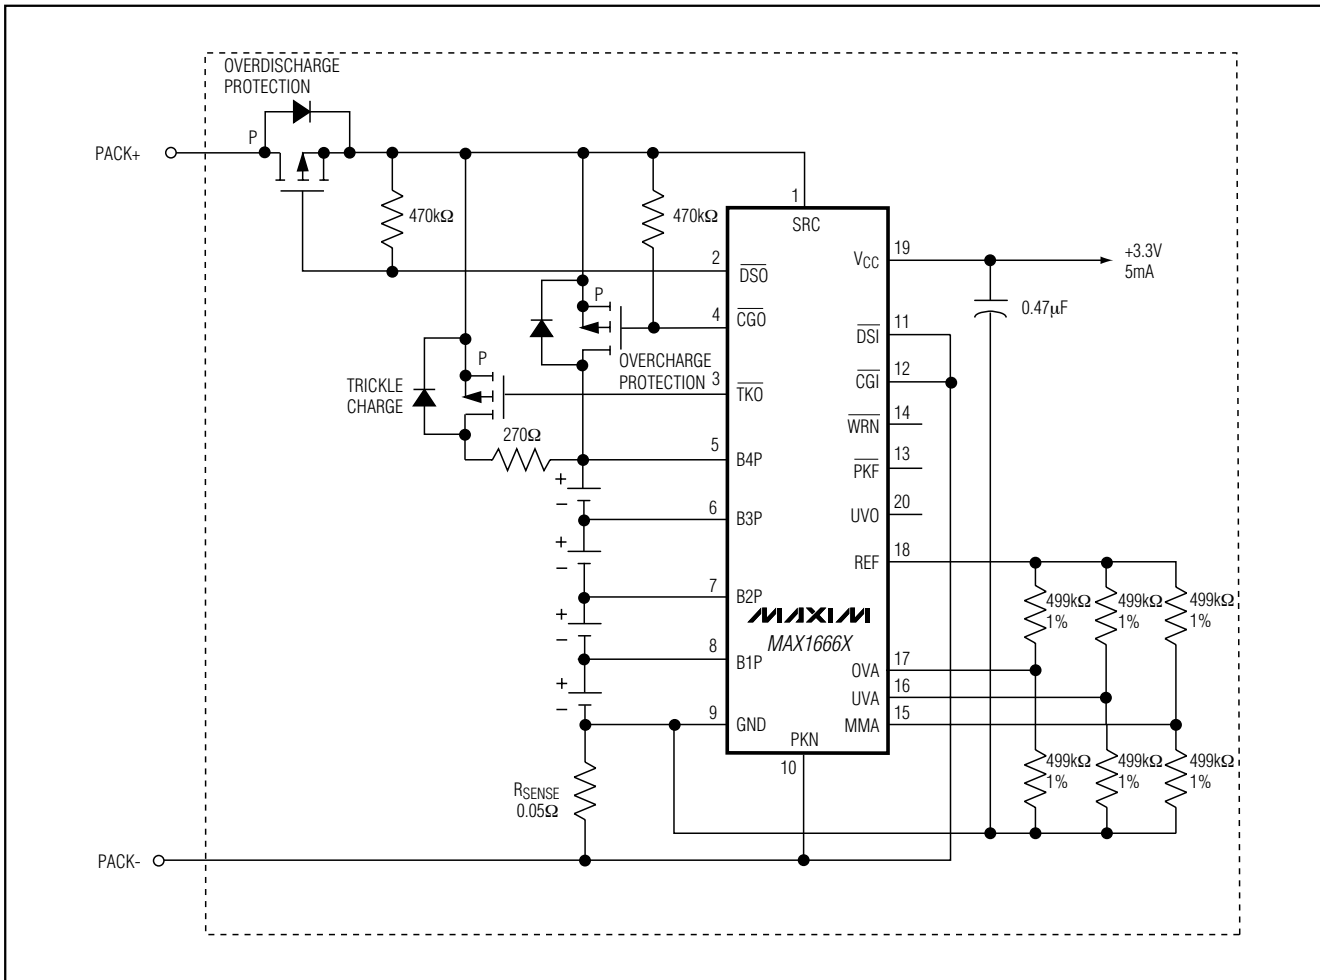 OVERDISCHARGE
PROTECTION
P
PACK+
470kΩ
470kΩ
1
SRC
2
DSO
19
VCC
+3.3V
5mA
0.47μF
P
4
CGO
11
DSI
OVERCHARGE
PROTECTION
12
CGI
P
3
TKO
TRICKLE
CHARGE
14
WRN
270Ω
5
B4P
13
PKF
+
–
6
B3P
20
UVO
+
–
18
REF
7
B2P
499kΩ
1%
499kΩ
1%
499kΩ
1%
MAXIM
MAX1666X
+
–
8
B1P
17
OVA
16
UVA
+
–
15
MMA
9
GND
PKN
10
RSENSE
0.05Ω
499kΩ
1%
499kΩ
1%
499kΩ
1%
PACK-